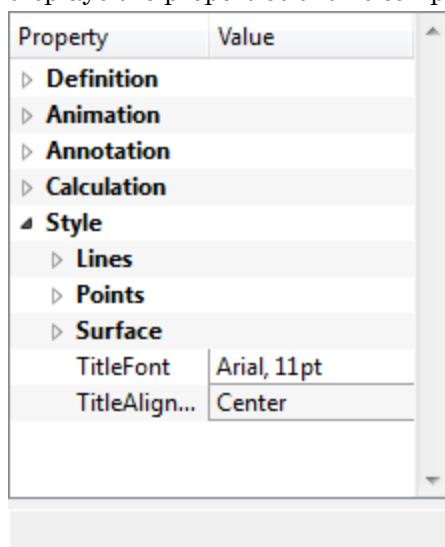 Property Value
Definition
Animation
Annotation
Calculation
Style
Lines
Points
Surface
TitleFont Arial, 11pt
TitleAlign... Center